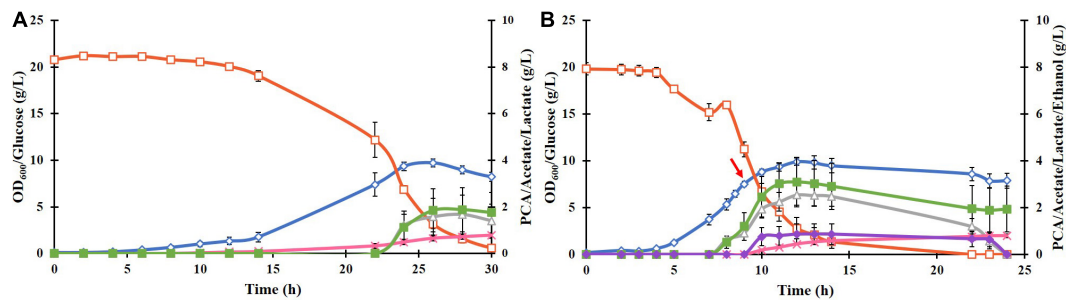 A
B
25
20
15
10
5
0
OD600/Glucose (g/L)
10
8
6
4
2
0
PCA/Acetate/Lactate (g/L)
0 5 10 15 20 25 30
Time (h)
25
20
15
10
5
0
OD600/Glucose (g/L)
10
8
6
4
2
0
PCA/Acetate/Lactate/Ethanol (g/L)
0 5 10 15 20 25
Time (h)